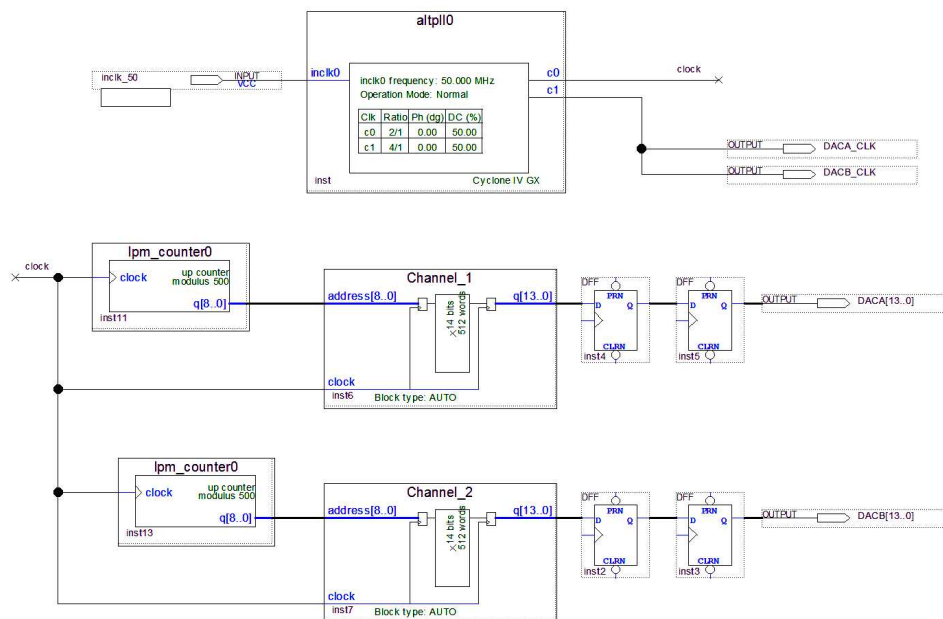 altpll0
inclk_50
INPUT
VCC
inclk0
inclk0 frequency: 50.000 MHz
Operation Mode: Normal
Clk Ratio Ph (dg) DC (%)
c0 2/1 0.00 50.00
c1 4/1 0.00 50.00
inst
Cyclone IV GX
c0
c1
clock
OUTPUT DACA_CLK
OUTPUT DACB_CLK
clock
lpm_counter0
clock
up counter
modulus 500
q[8..0]
inst11
Channel_1
address[8..0]
14 bits
512 words
q[13..0]
clock
inst6
Block type: AUTO
DFF
PRN
D Q
CLRN
inst4
DFF
PRN
D Q
CLRN
inst5
OUTPUT DACA[13..0]
lpm_counter0
clock
up counter
modulus 500
q[8..0]
inst13
Channel_2
address[8..0]
14 bits
512 words
q[13..0]
clock
inst7
Block type: AUTO
DFF
PRN
D Q
CLRN
inst2
DFF
PRN
D Q
CLRN
inst3
OUTPUT DACB[13..0]